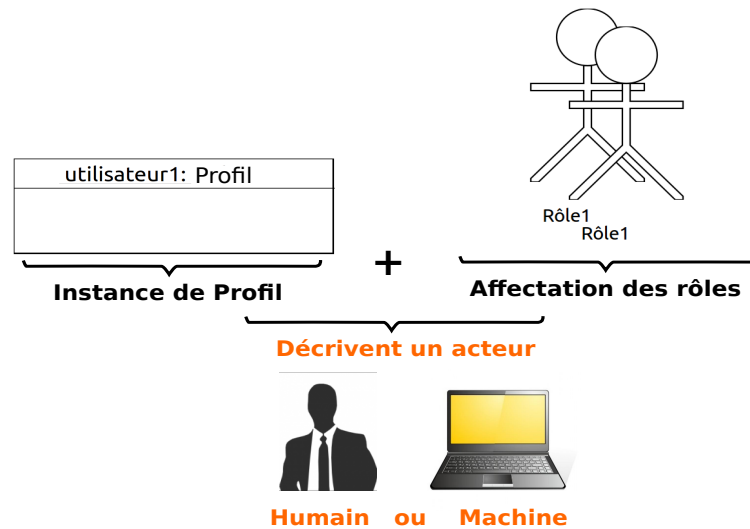 utilisateur1: Profil
Rôle1
Rôle1
+
Instance de Profil
Affectation des rôles
Décrivent un acteur
Humain ou Machine